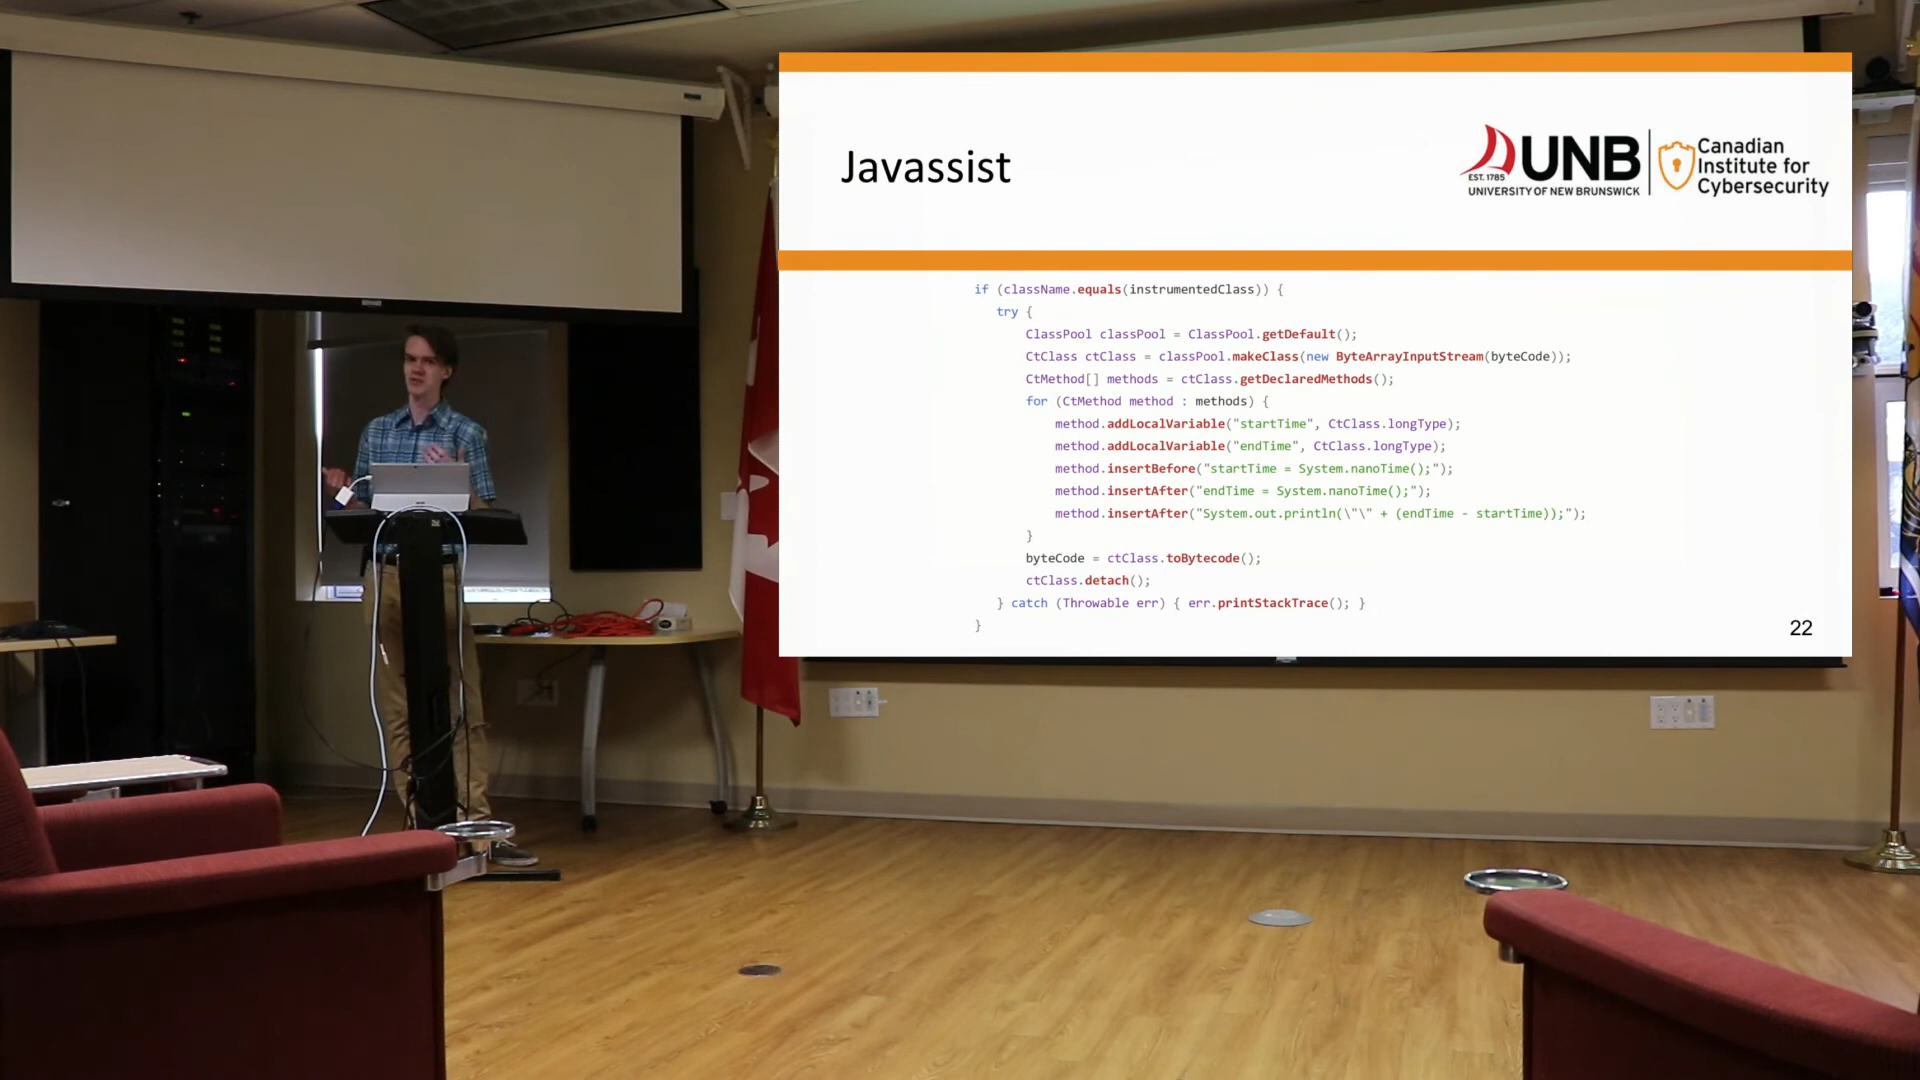 Javassist
EST. 1785
UNB
UNIVERSITY OF NEW BRUNSWICK
Canadian
Institute for
Cybersecurity
if (className.equals(instrumentedClass)) {
try {
ClassPool classPool = ClassPool.getDefault();
CtClass ctClass = classPool.makeClass(new ByteArrayInputStream(byteCode));
CtMethod[] methods = ctClass.getDeclaredMethods();
for (CtMethod method : methods) {
method.addLocalVariable("startTime", CtClass.longType);
method.addLocalVariable("endTime", CtClass.longType);
method.insertBefore("startTime = System.nanoTime();");
method.insertAfter("endTime = System.nanoTime();");
method.insertAfter("System.out.println(\"\" + (endTime - startTime));");
}
byteCode = ctClass.toBytecode();
ctClass.detach();
} catch (Throwable err) { err.printStackTrace(); }
}
22